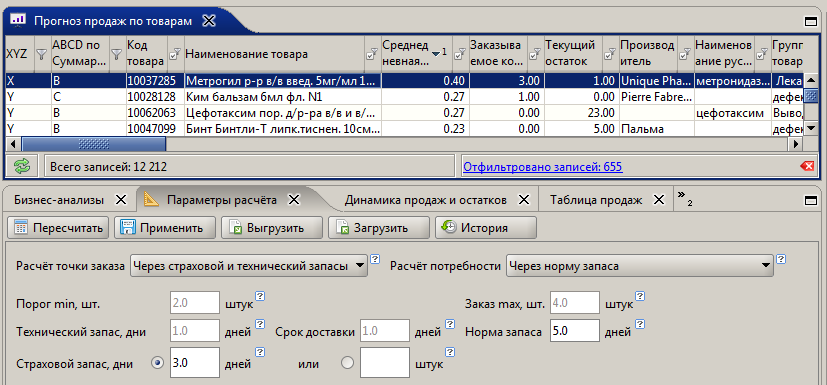 Прогноз продаж по товарам
XYZ ABCD по Суммар... Код товара Наименование товара Среднед невная... 1 Заказыва емое ко... Текущий остаток Производ итель Наименов ание рус... Групп товар
X B 10037285 Метрогил р-р в/в введ. 5мг/мл 1... 0.40 3.00 1.00 Unique Pha... метронидаз... Лека
Y C 10028128 Ким бальзам 6мл фл. N1 0.27 1.00 0.00 Pierre Fabre... дефек
Y B 10062063 Цефотаксим пор. д/р-ра в/в и в/... 0.27 0.00 23.00 цефотаксим Вывод
Y B 10047099 Бинт Бинтли-Т липк.тиснен. 10см... 0.23 0.00 5.00 Пальма дефек
Всего записей: 12 212 Отфильтровано записей: 655
Бизнес-анализы Параметры расчёта Динамика продаж и остатков Таблица продаж »2
Пересчитать Применить Выгрузить Загрузить История
Расчёт точки заказа Через страховой и технический запасы ? Расчёт потребности Через норму запаса ?
Порог min, шт. 2.0 штук ? Заказ max, шт. 4.0 штук ?
Технический запас, дни 1.0 дней ? Срок доставки 1.0 дней ? Норма запаса 5.0 дней ?
Страховой запас, дни 3.0 дней ? или штук ?